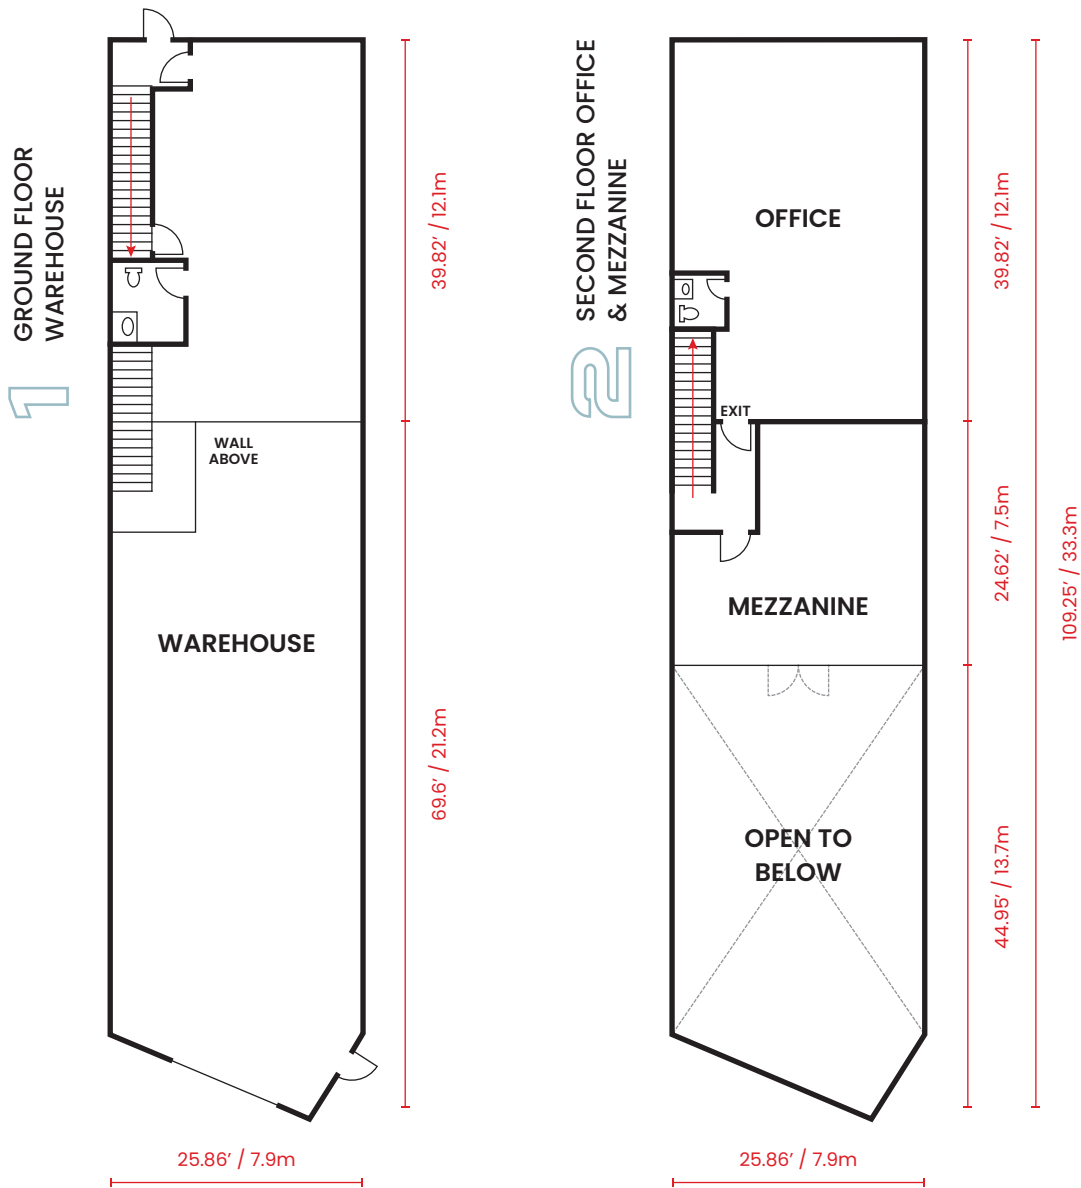 1
GROUND FLOOR
WAREHOUSE
WALL
ABOVE
WAREHOUSE
39.82’ / 12.1m
69.6’ / 21.2m
25.86’ / 7.9m
2
SECOND FLOOR OFFICE
& MEZZANINE
OFFICE
EXIT
MEZZANINE
OPEN TO
BELOW
39.82’ / 12.1m
24.62’ / 7.5m
44.95’ / 13.7m
109.25’ / 33.3m
25.86’ / 7.9m